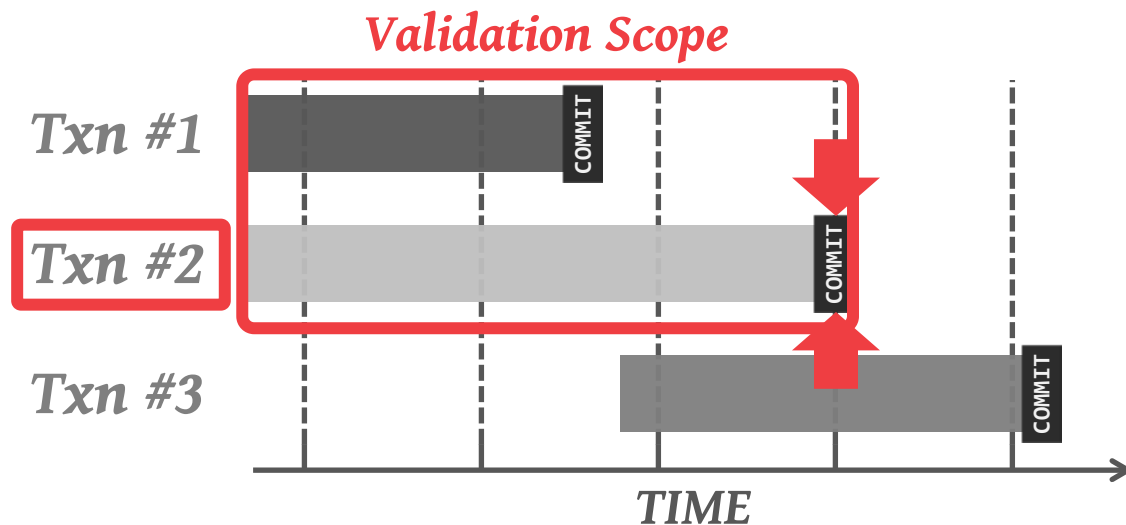 Validation Scope
Txn #1
COMMIT
Txn #2
COMMIT
Txn #3
COMMIT
TIME